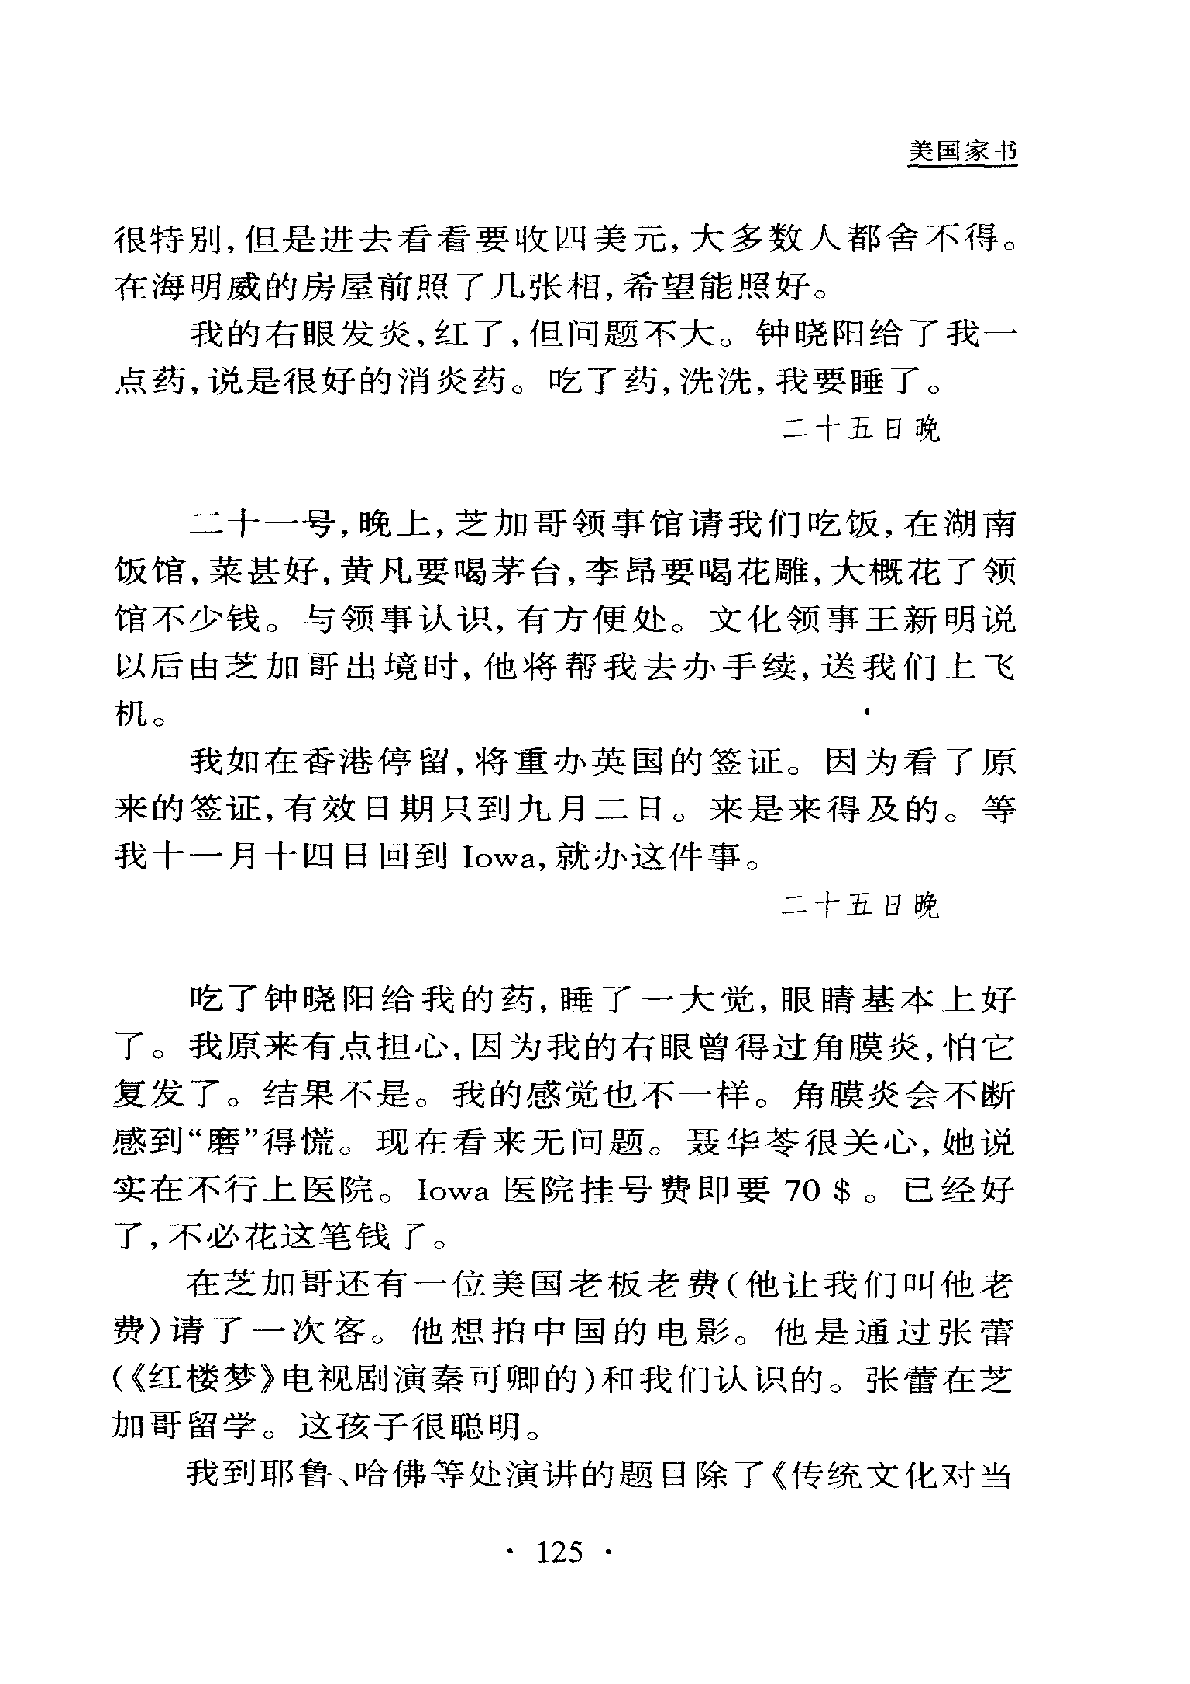 美国家书
很特别,但是进去看看要收四美元,大多数人都舍不得。
在海明威的房屋前照了几张相,希望能照好。
我的右眼发炎,红了,但问题不大。钟晓阳给了我一
点药,说是很好的消炎药。吃了药,洗洗,我要睡了。
二十五日晚
二十一号,晚上,芝加哥领事馆请我们吃饭,在湖南
饭馆,菜甚好,黄凡要喝茅台,李昂要喝花雕,大概花了领
馆不少钱。与领事认识,有方便处。文化领事王新明说
以后由芝加哥出境时,他将帮我去办手续,送我们上飞
机。
我如在香港停留,将重办英国的签证。因为看了原
来的签证,有效日期只到九月二日。来是来得及的。等
我十一月十四日回到 Iowa,就办这件事。
二十五日晚
吃了钟晓阳给我的药,睡了一大觉,眼睛基本上好
了。我原来有点担心,因为我的右眼曾得过角膜炎,怕它
复发了。结果不是。我的感觉也不一样。角膜炎会不断
感到“磨”得慌。现在看来无问题。聂华苓很关心,她说
实在不行上医院。Iowa 医院挂号费即要 70 $ 。已经好
了,不必花这笔钱了。
在芝加哥还有一位美国老板老费(他让我们叫他老
费)请了一次客。他想拍中国的电影。他是通过张蕾
(《红楼梦》电视剧演秦可卿的)和我们认识的。张蕾在芝
加哥留学。这孩子很聪明。
我到耶鲁、哈佛等处演讲的题目除了《传统文化对当
· 125 ·